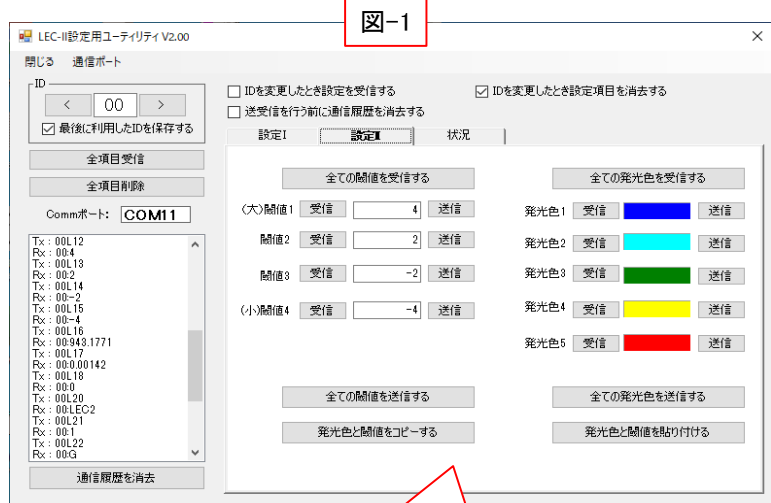 図-1
LEC-II設定用ユーティリティ V2.00
閉じる 通信ポート
ID
< 00 >
最後に利用したIDを保存する
全項目受信
全項目削除
Commポート: COM11
Tx : 00L12
Rx : 00:4
Tx : 00L13
Rx : 00:2
Tx : 00L14
Rx : 00:-2
Tx : 00L15
Rx : 00:-4
Tx : 00L16
Rx : 00:943.1771
Tx : 00L17
Rx : 00:0.00142
Tx : 00L18
Rx : 00:0
Tx : 00L20
Rx : 00:LEC2
Tx : 00L21
Rx : 00:1
Tx : 00L22
Rx : 00:G
通信履歴を消去
IDを変更したとき設定を受信する IDを変更したとき設定項目を消去する
送受信を行う前に通信履歴を消去する
設定I 設定II 状況
全ての閾値を受信する 全ての発光色を受信する
(大)閾値1 受信 4 送信 発光色1 受信 送信
閾値2 受信 2 送信 発光色2 受信 送信
閾値3 受信 -2 送信 発光色3 受信 送信
(小)閾値4 受信 -4 送信 発光色4 受信 送信
発光色5 受信 送信
全ての閾値を送信する 全ての発光色を送信する
発光色と閾値をコピーする 発光色と閾値を貼り付ける